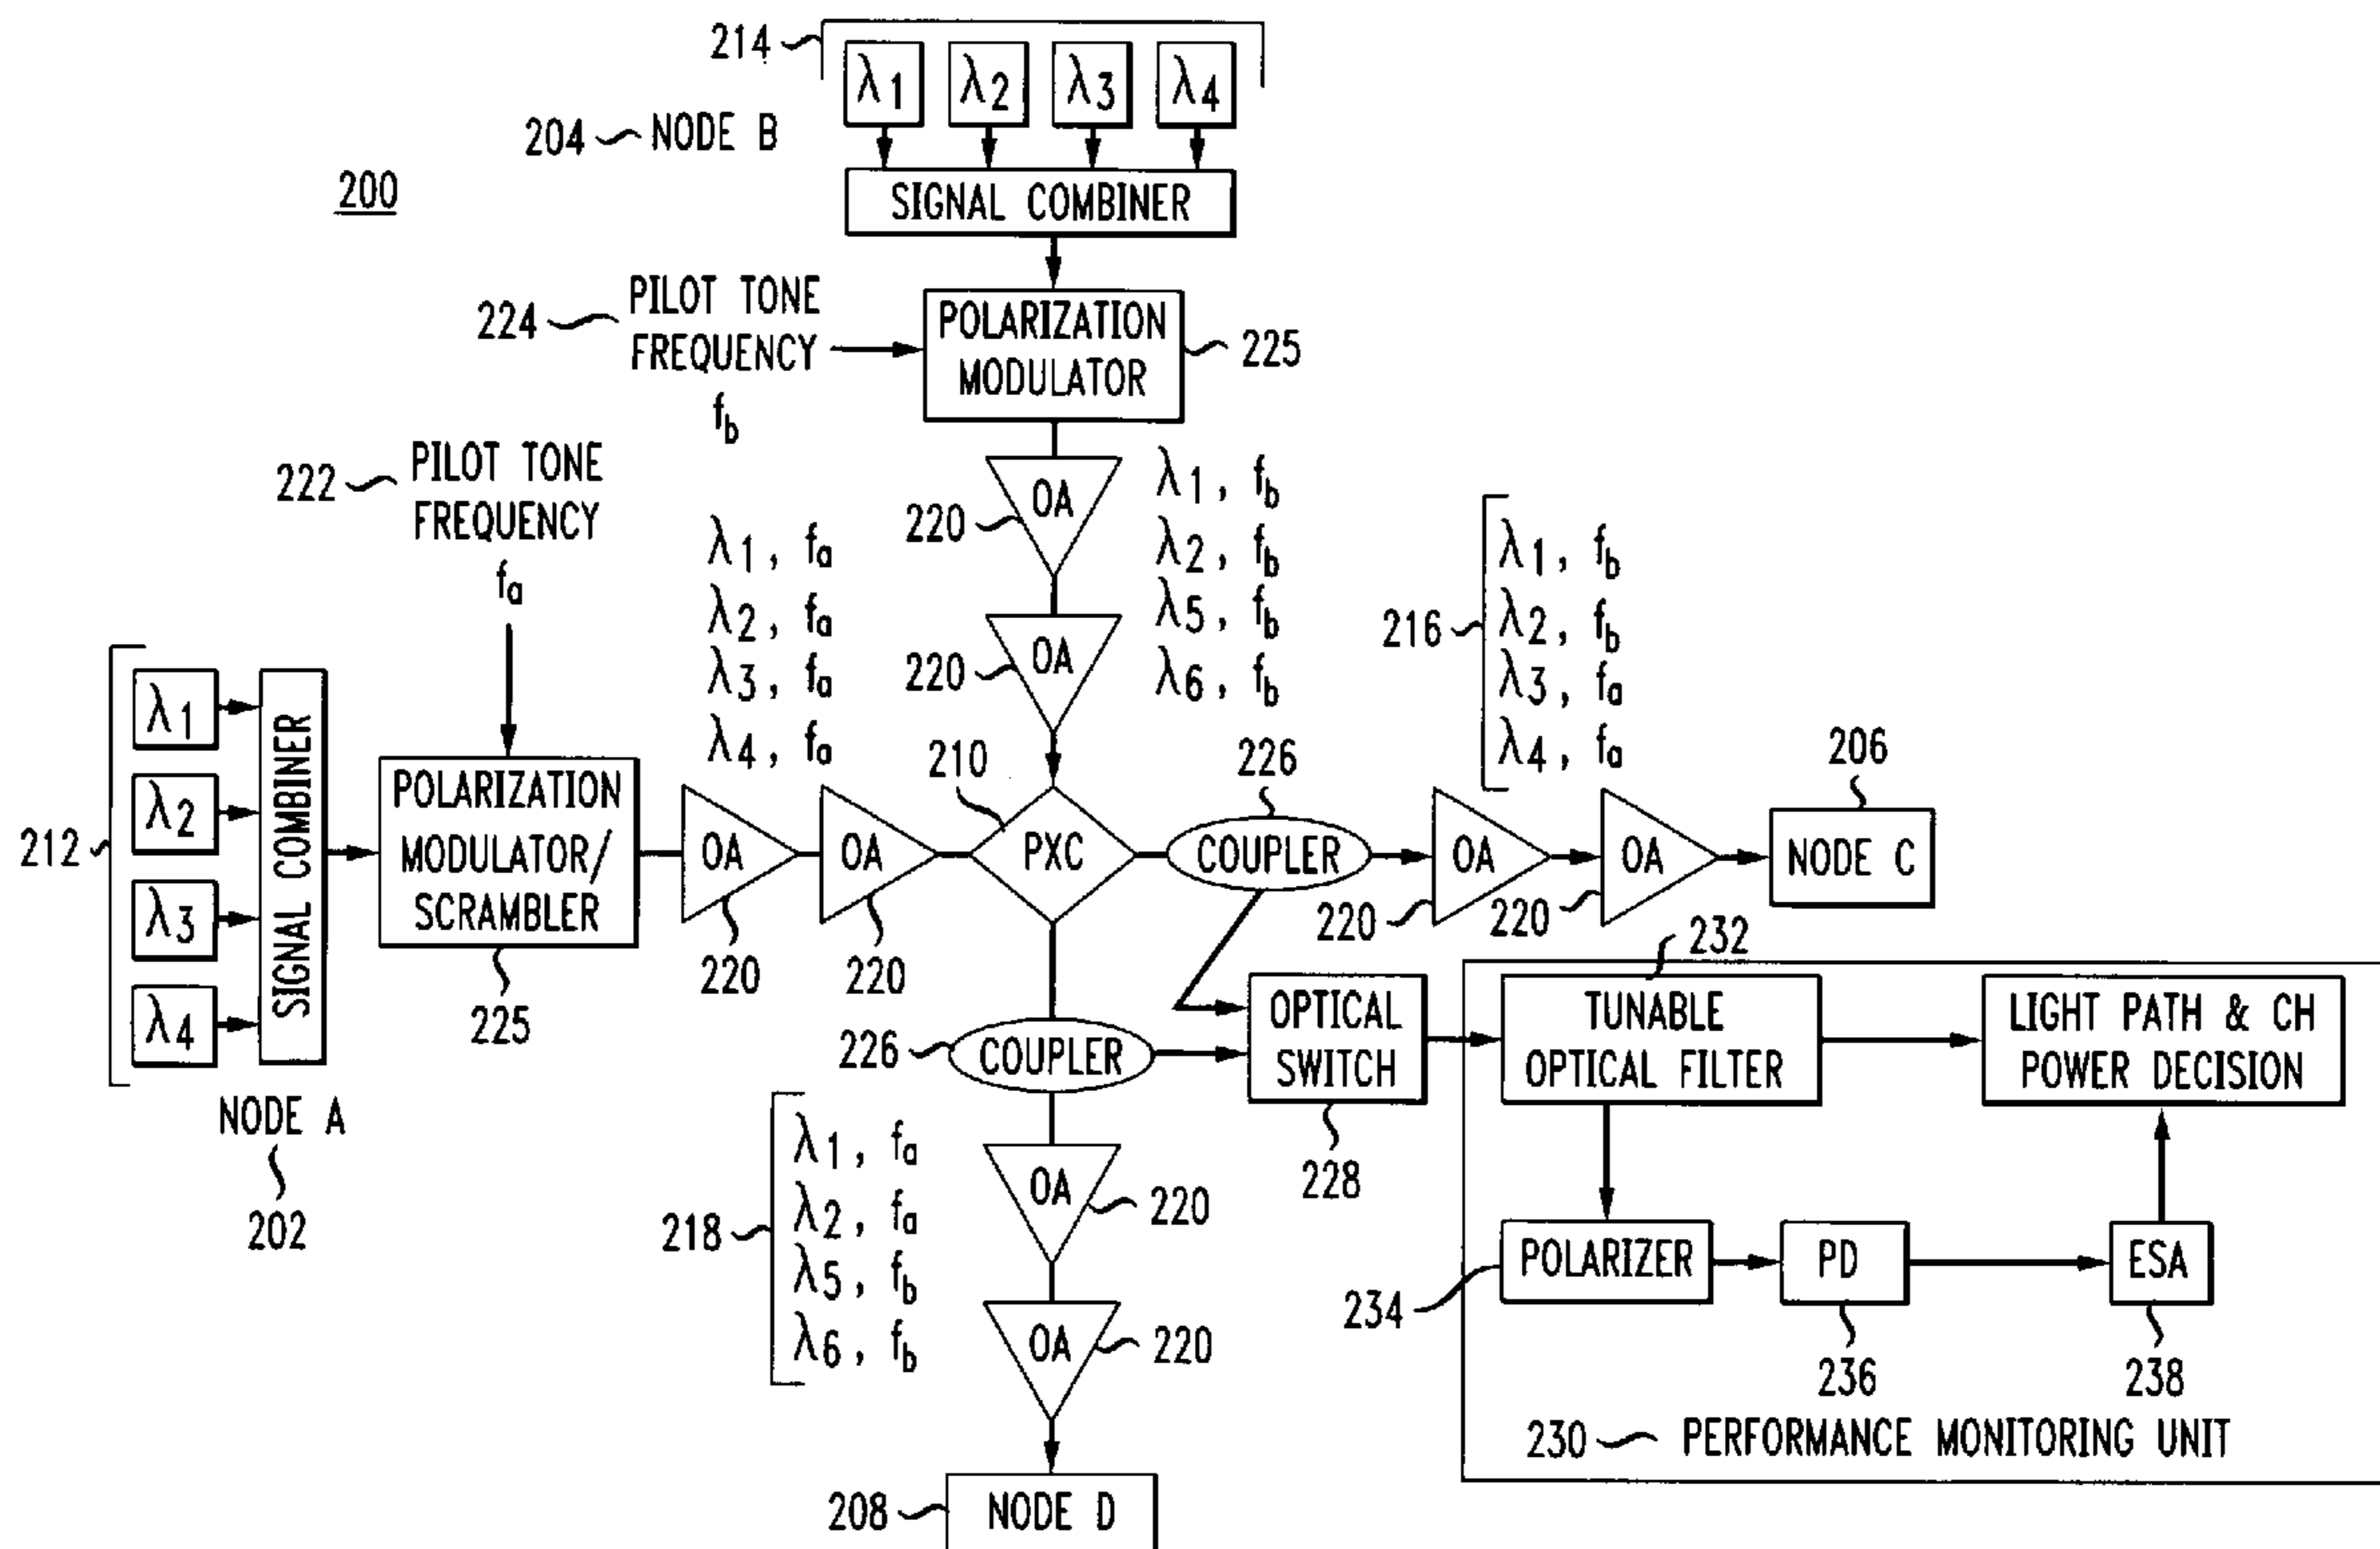 214
λ1 λ2 λ3 λ4
204 NODE B
200
SIGNAL COMBINER
224 PILOT TONE
FREQUENCY
fb
POLARIZATION
MODULATOR
225
222 PILOT TONE
FREQUENCY
fa
OA
220
λ1, fb
λ2, fb
λ5, fb
λ6, fb
OA
220
λ1, fa
λ2, fa
λ3, fa
λ4, fa
216
λ1, fb
λ2, fb
λ3, fa
λ4, fa
212
λ1
λ2
λ3
λ4
SIGNAL COMBINER
NODE A
202
POLARIZATION
MODULATOR/
SCRAMBLER
225
OA
220
OA
220
210
PXC
226
COUPLER
OA
220
OA
220
206
NODE C
226
COUPLER
OPTICAL
SWITCH
228
232
TUNABLE
OPTICAL FILTER
LIGHT PATH & CH
POWER DECISION
218
λ1, fa
λ2, fa
λ5, fb
λ6, fb
OA
220
OA
220
208 NODE D
234
POLARIZER
PD
236
ESA
238
230 PERFORMANCE MONITORING UNIT